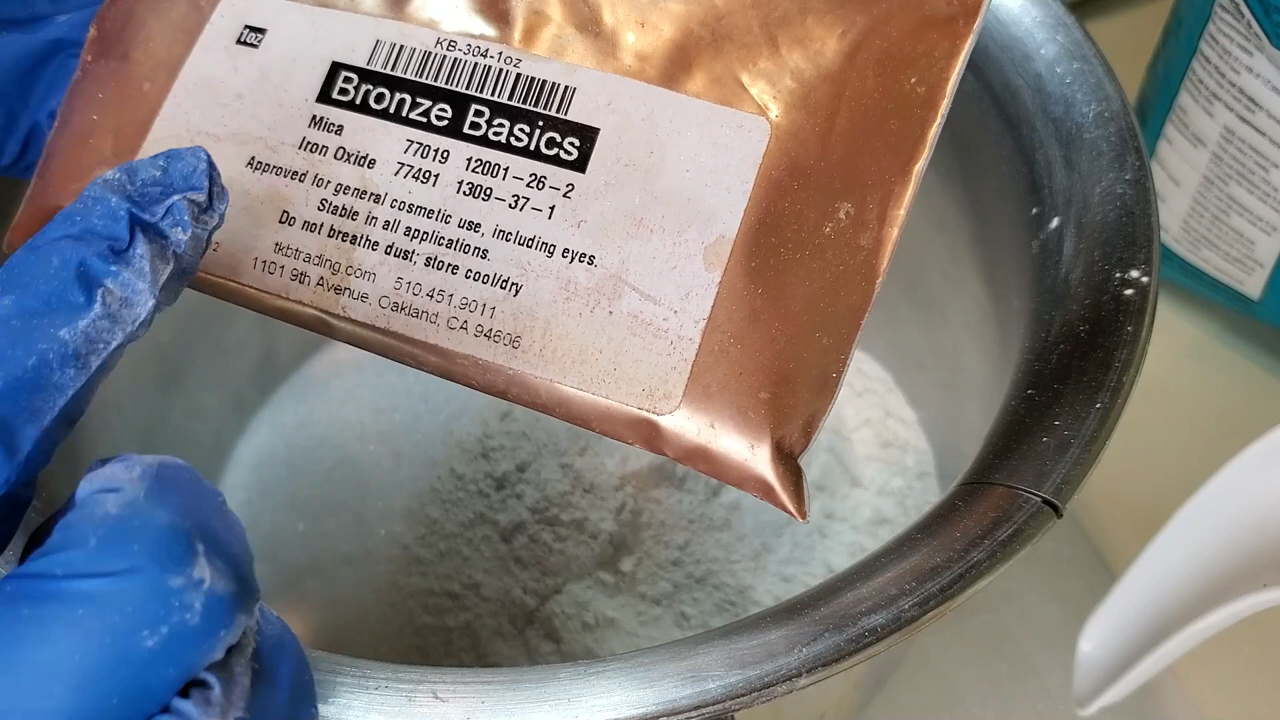 1oz
KB-304-1oz
Bronze Basics
Mica 77019 12001-26-2
Iron Oxide 77491 1309-37-1
Approved for general cosmetic use, including eyes.
Stable in all applications.
Do not breathe dust; store cool/dry
tkbtrading.com 510.451.9011
1101 9th Avenue, Oakland, CA 94606
2